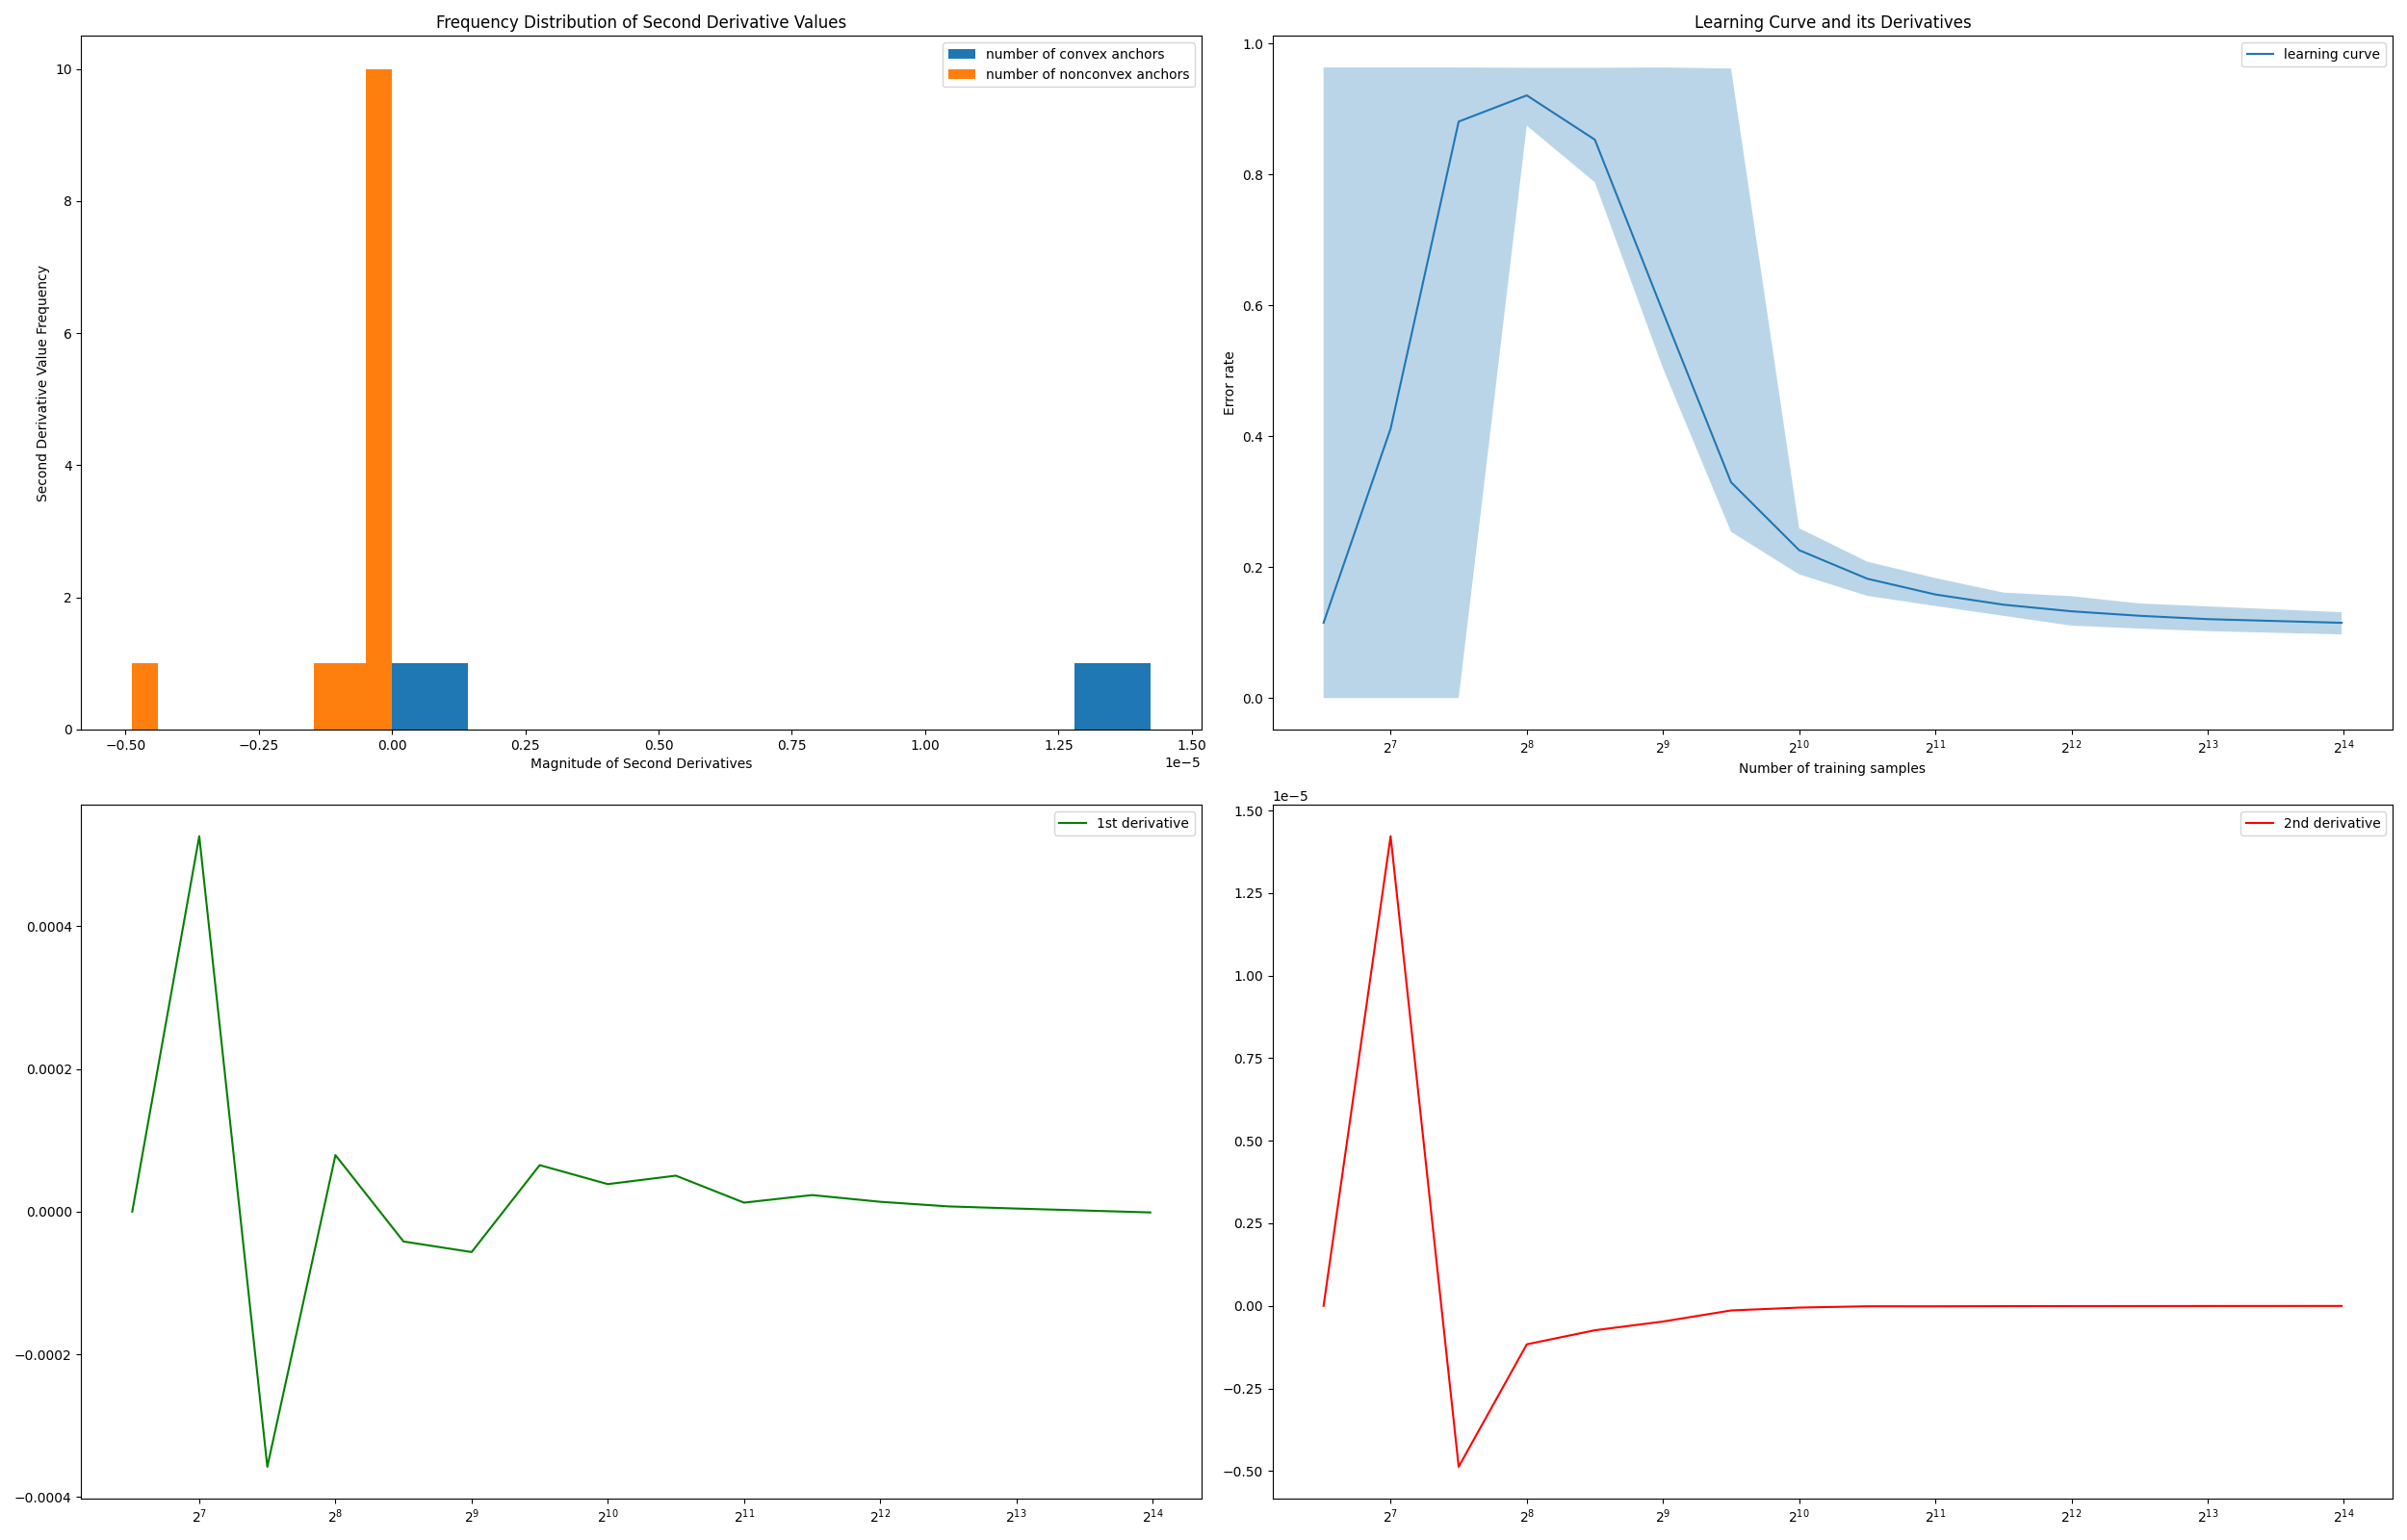 Frequency Distribution of Second Derivative Values
number of convex anchors
number of nonconvex anchors
Second Derivative Value Frequency
10
8
6
4
2
0
−0.50 −0.25 0.00 0.25 0.50 0.75 1.00 1.25 1.50
1e−5
Magnitude of Second Derivatives
Learning Curve and its Derivatives
learning curve
Error rate
1.0
0.8
0.6
0.4
0.2
0.0
2^7 2^8 2^9 2^10 2^11 2^12 2^13 2^14
Number of training samples
1st derivative
0.0004
0.0002
0.0000
−0.0002
−0.0004
2^7 2^8 2^9 2^10 2^11 2^12 2^13 2^14
1e−5
2nd derivative
1.50
1.25
1.00
0.75
0.50
0.25
0.00
−0.25
−0.50
2^7 2^8 2^9 2^10 2^11 2^12 2^13 2^14